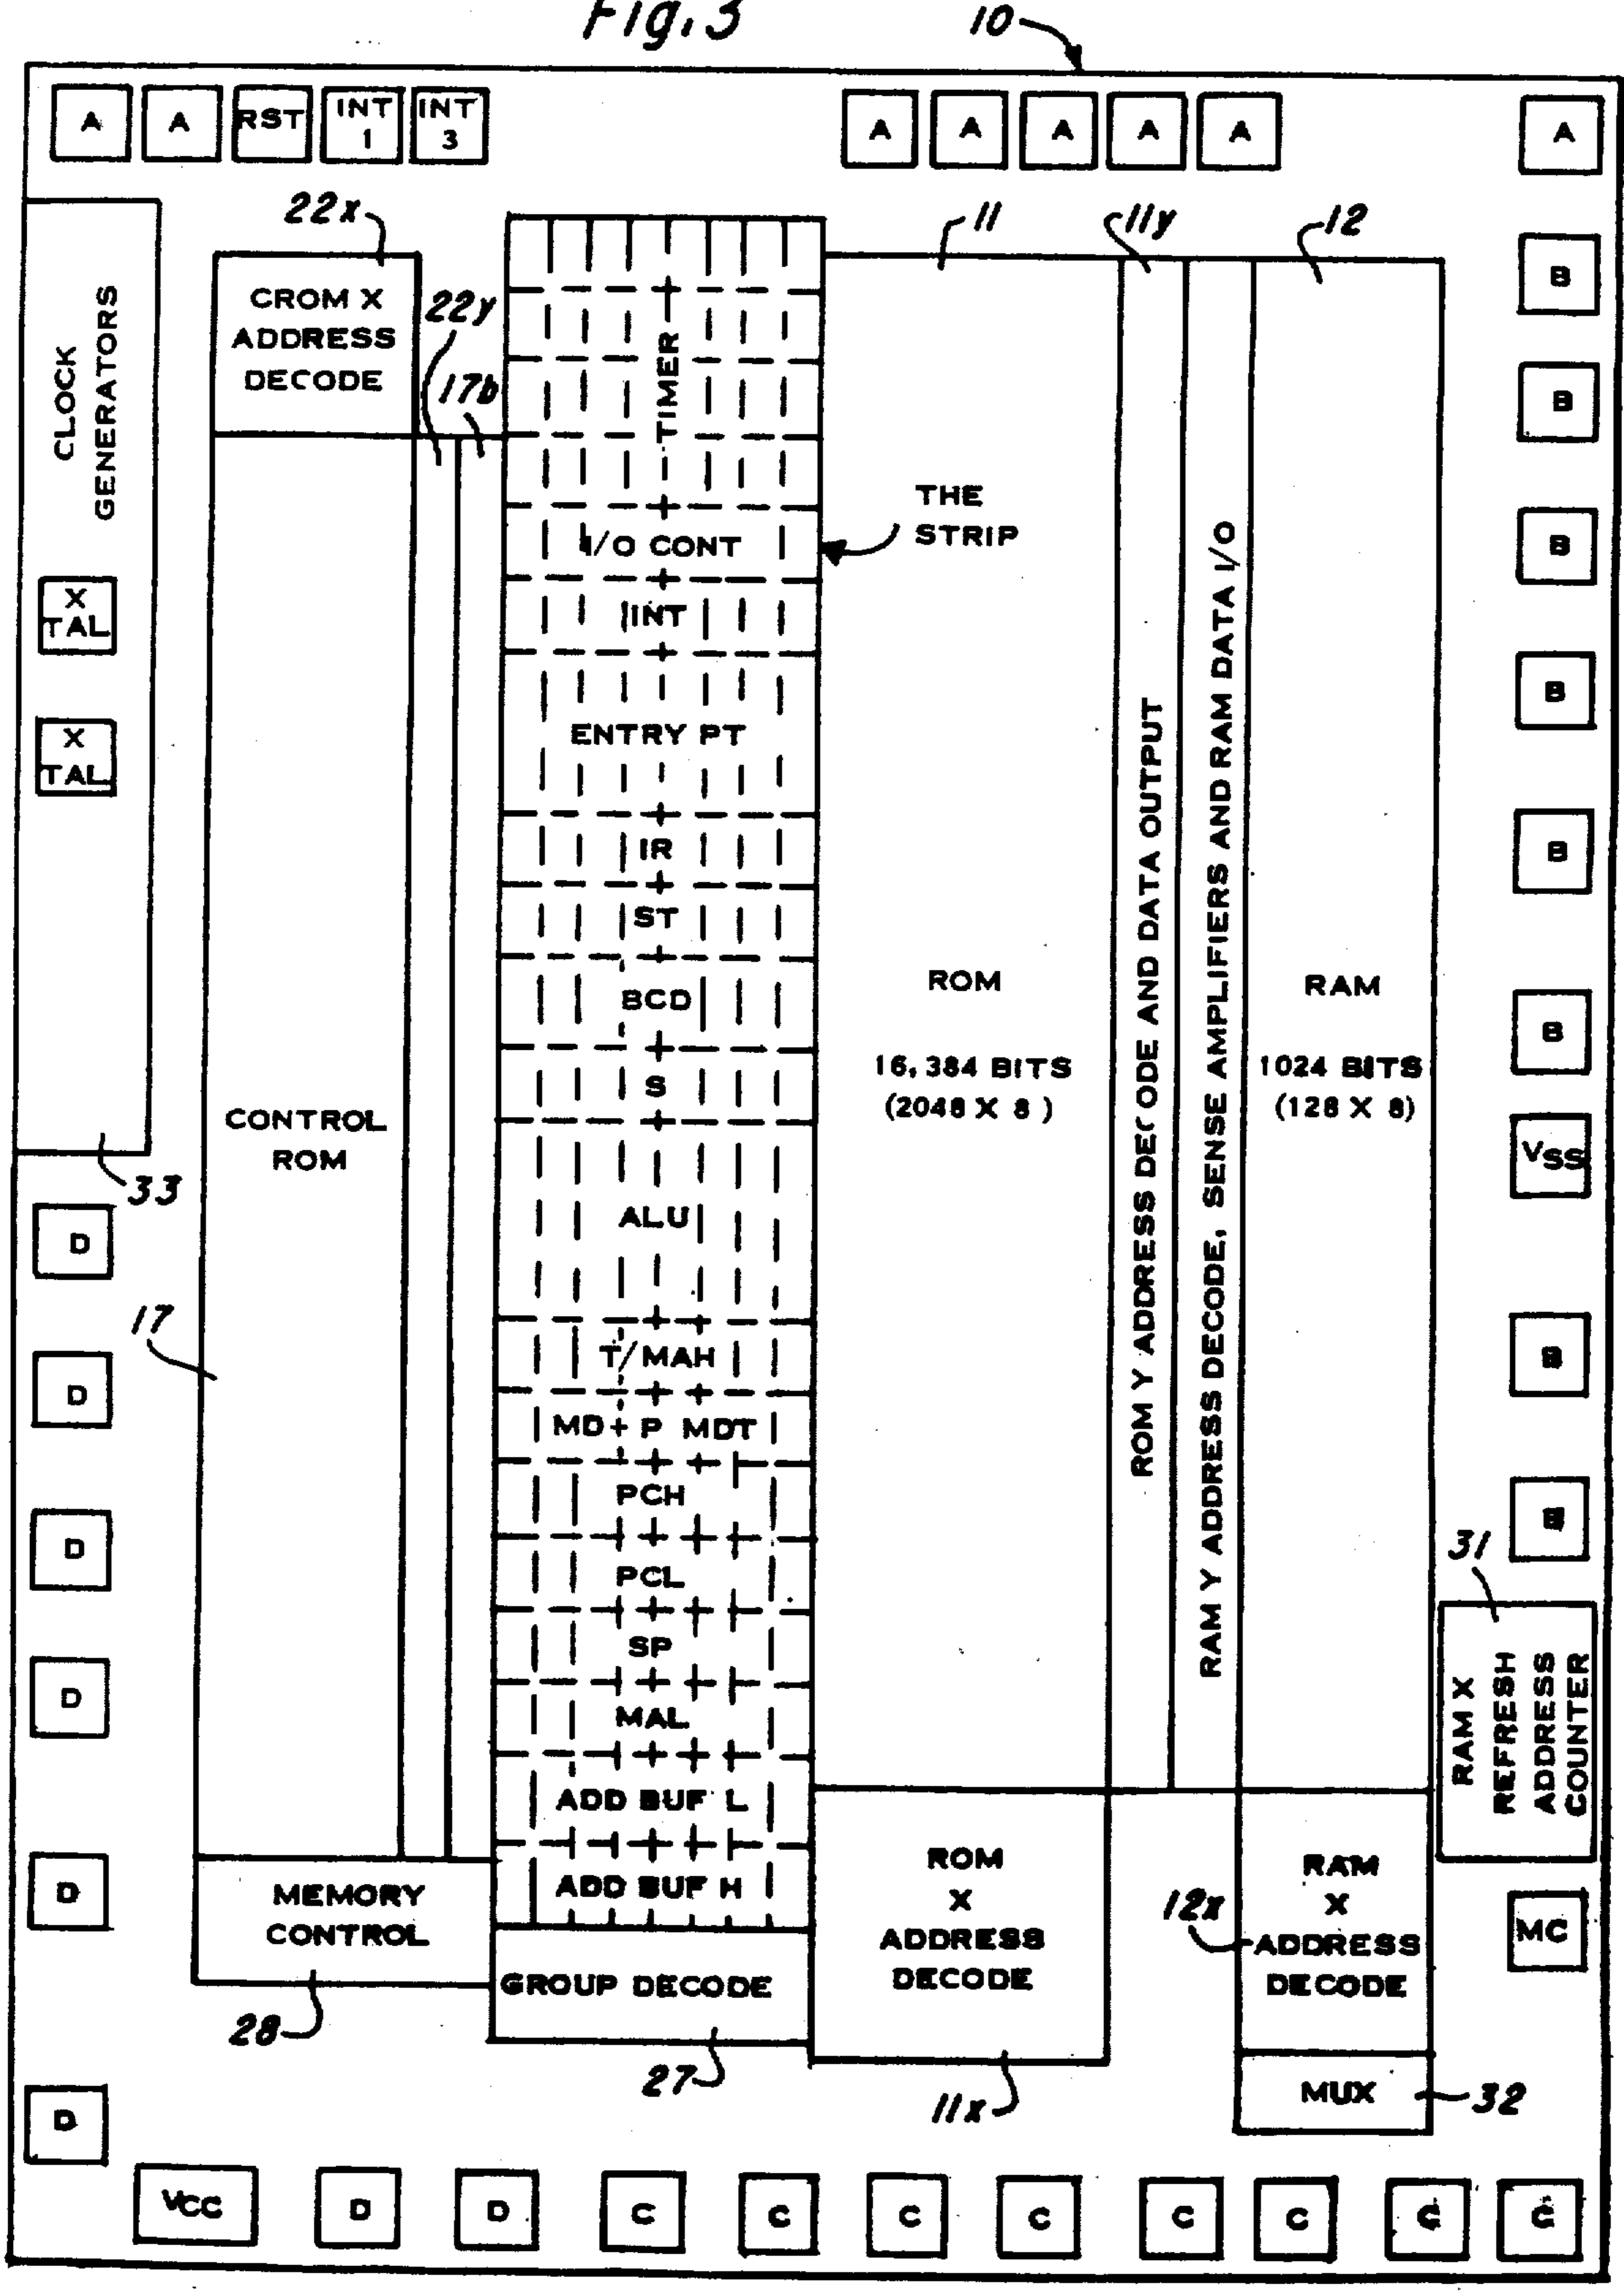 Fig. 3
10
A
A
RST
INT
1
INT
3
A
A
A
A
A
A
22x
11
11y
12
CLOCK
GENERATORS
X
TAL
X
TAL
33
CROM X
ADDRESS
DECODE
22y
17b
CONTROL
ROM
17
TIMER
I/O CONT
INT
ENTRY PT
IR
ST
BCD
S
ALU
T/MAH
MD+P MDT
PCH
PCL
SP
MAL
ADD BUF L
ADD BUF H
THE
STRIP
ROM
16,384 BITS
(2048 X 8)
ROM Y ADDRESS DECODE AND DATA OUTPUT
RAM Y ADDRESS DECODE, SENSE AMPLIFIERS AND RAM DATA I/O
RAM
1024 BITS
(128 X 8)
B
B
B
B
B
B
VSS
B
B
31
RAM X
REFRESH
ADDRESS
COUNTER
MC
D
D
D
D
D
D
MEMORY
CONTROL
28
GROUP DECODE
27
ROM
X
ADDRESS
DECODE
11x
12x
RAM
X
ADDRESS
DECODE
MUX
32
VCC
D
D
C
C
C
C
C
C
C
C